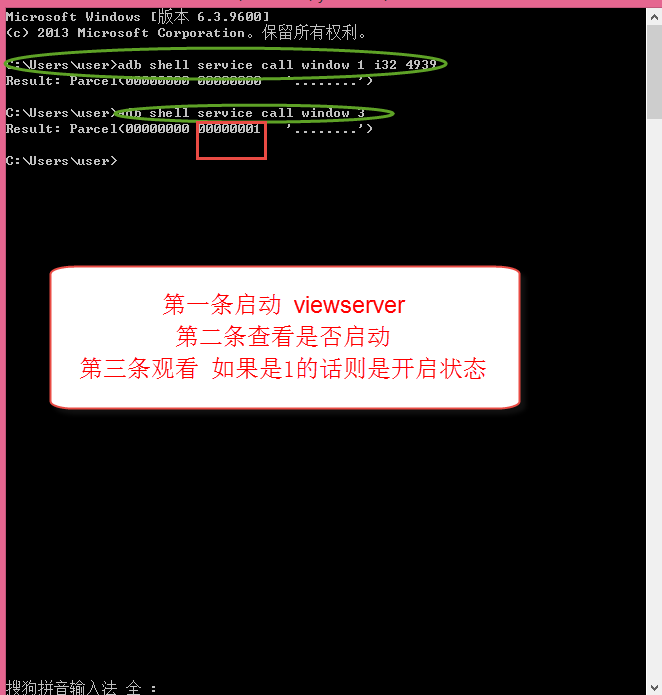 Microsoft Windows [版本 6.3.9600]
(c) 2013 Microsoft Corporation。保留所有权利。
C:\Users\user>adb shell service call window 1 i32 4939
Result: Parcel(00000000 00000000   '........')
C:\Users\user>adb shell service call window 3
Result: Parcel(00000000 00000001   '........')
C:\Users\user>
第一条启动 viewserver
第二条查看是否启动
第三条观看 如果是1的话则是开启状态
搜狗拼音输入法 全 :